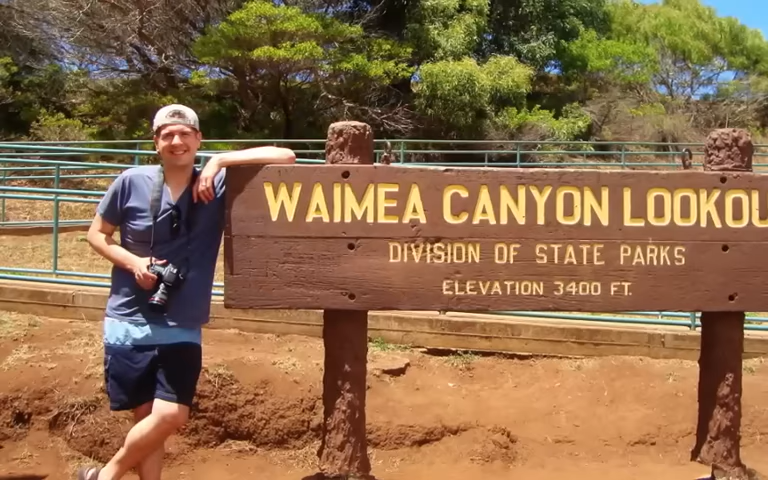 WAIMEA CANYON LOOKOU
DIVISION OF STATE PARKS
ELEVATION 3400 FT.